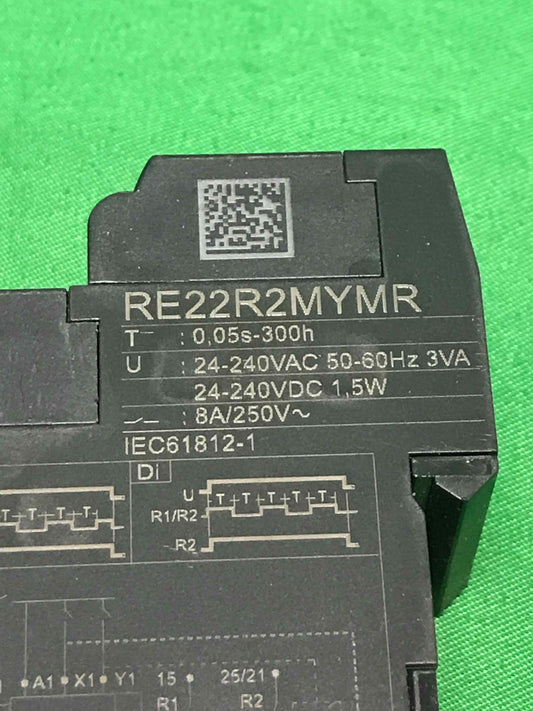 RE22R2MYMR
T : 0,05s-300h
U : 24-240VAC 50-60Hz 3VA
24-240VDC 1,5W
: 8A/250V~
IEC61812-1
Di
U
T T T T
R1/R2
R2
T T T
A1 X1 Y1 15 25/21
R1 R2